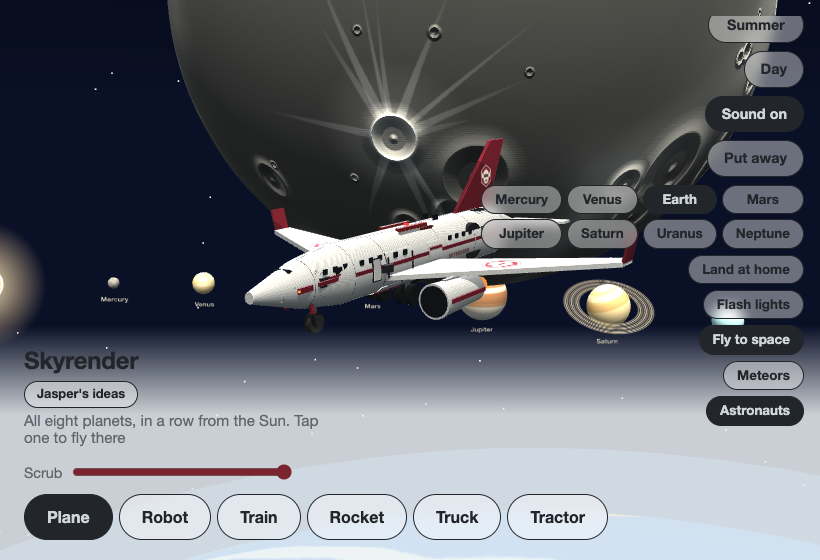 Summer
Day
Sound on
Put away
Mercury Venus Earth Mars
Jupiter Saturn Uranus Neptune
Land at home
Flash lights
Fly to space
Meteors
Astronauts
Mercury
Venus
Mars
Jupiter
Saturn
Skyrender
Jasper's ideas
All eight planets, in a row from the Sun. Tap
one to fly there
Scrub
Plane Robot Train Rocket Truck Tractor